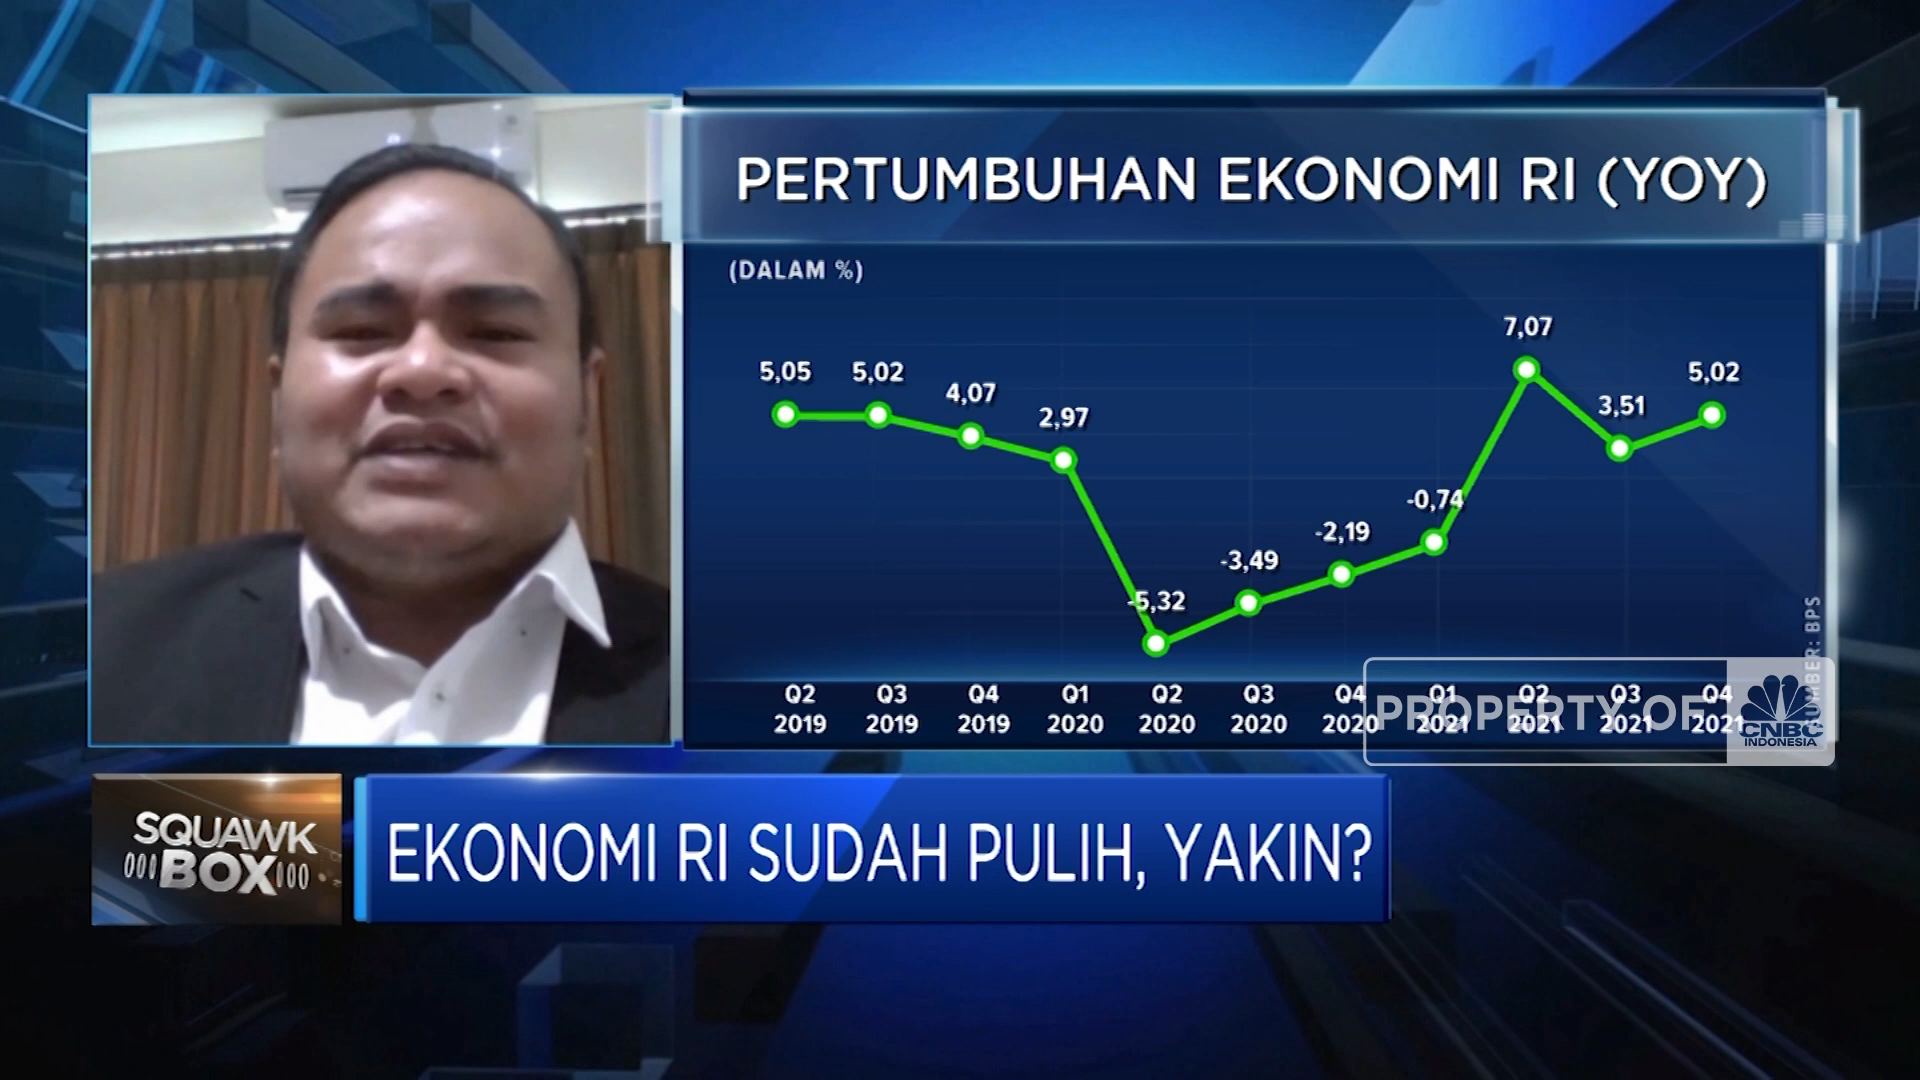 PERTUMBUHAN EKONOMI RI (YOY)
(DALAM %)
5,05
5,02
4,07
2,97
-5,32
-3,49
-2,19
-0,74
7,07
3,51
5,02
Q2 2019
Q3 2019
Q4 2019
Q1 2020
Q2 2020
Q3 2020
Q4 2020
Q1 2021
Q2 2021
Q3 2021
Q4 2021
SUMBER: BPS
PROPERTY OF
CNBC
INDONESIA
SQUAWK
BOX
EKONOMI RI SUDAH PULIH, YAKIN?